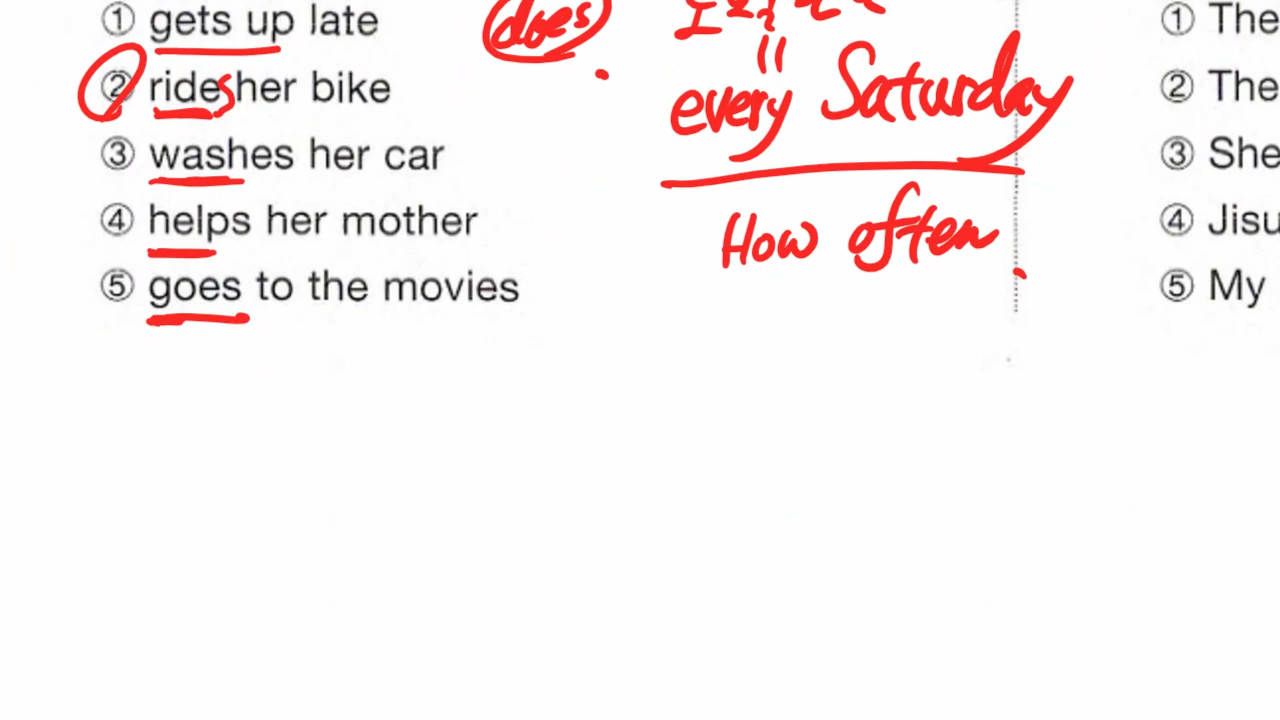 ① gets up late
② rides her bike
③ washes her car
④ helps her mother
⑤ goes to the movies
does
every Saturday
How often
① The
② The
③ She
④ Jisu
⑤ My